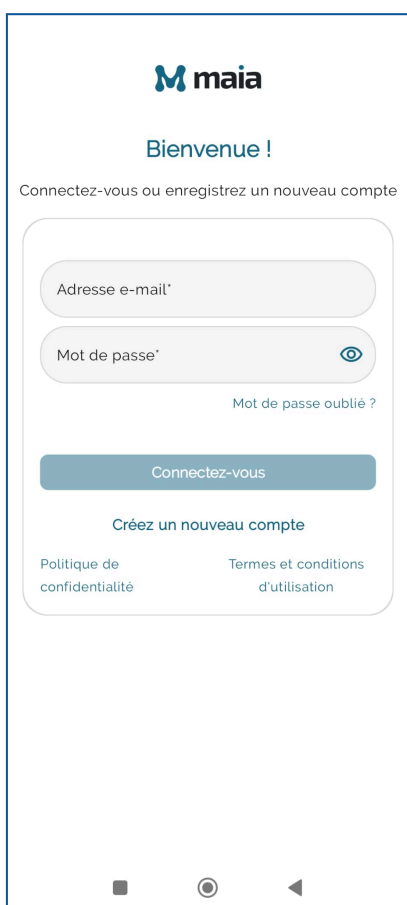 maia
Bienvenue !
Connectez-vous ou enregistrez un nouveau compte
Adresse e-mail*
Mot de passe*
Mot de passe oublié ?
Connectez-vous
Créez un nouveau compte
Politique de
confidentialité
Termes et conditions
d'utilisation